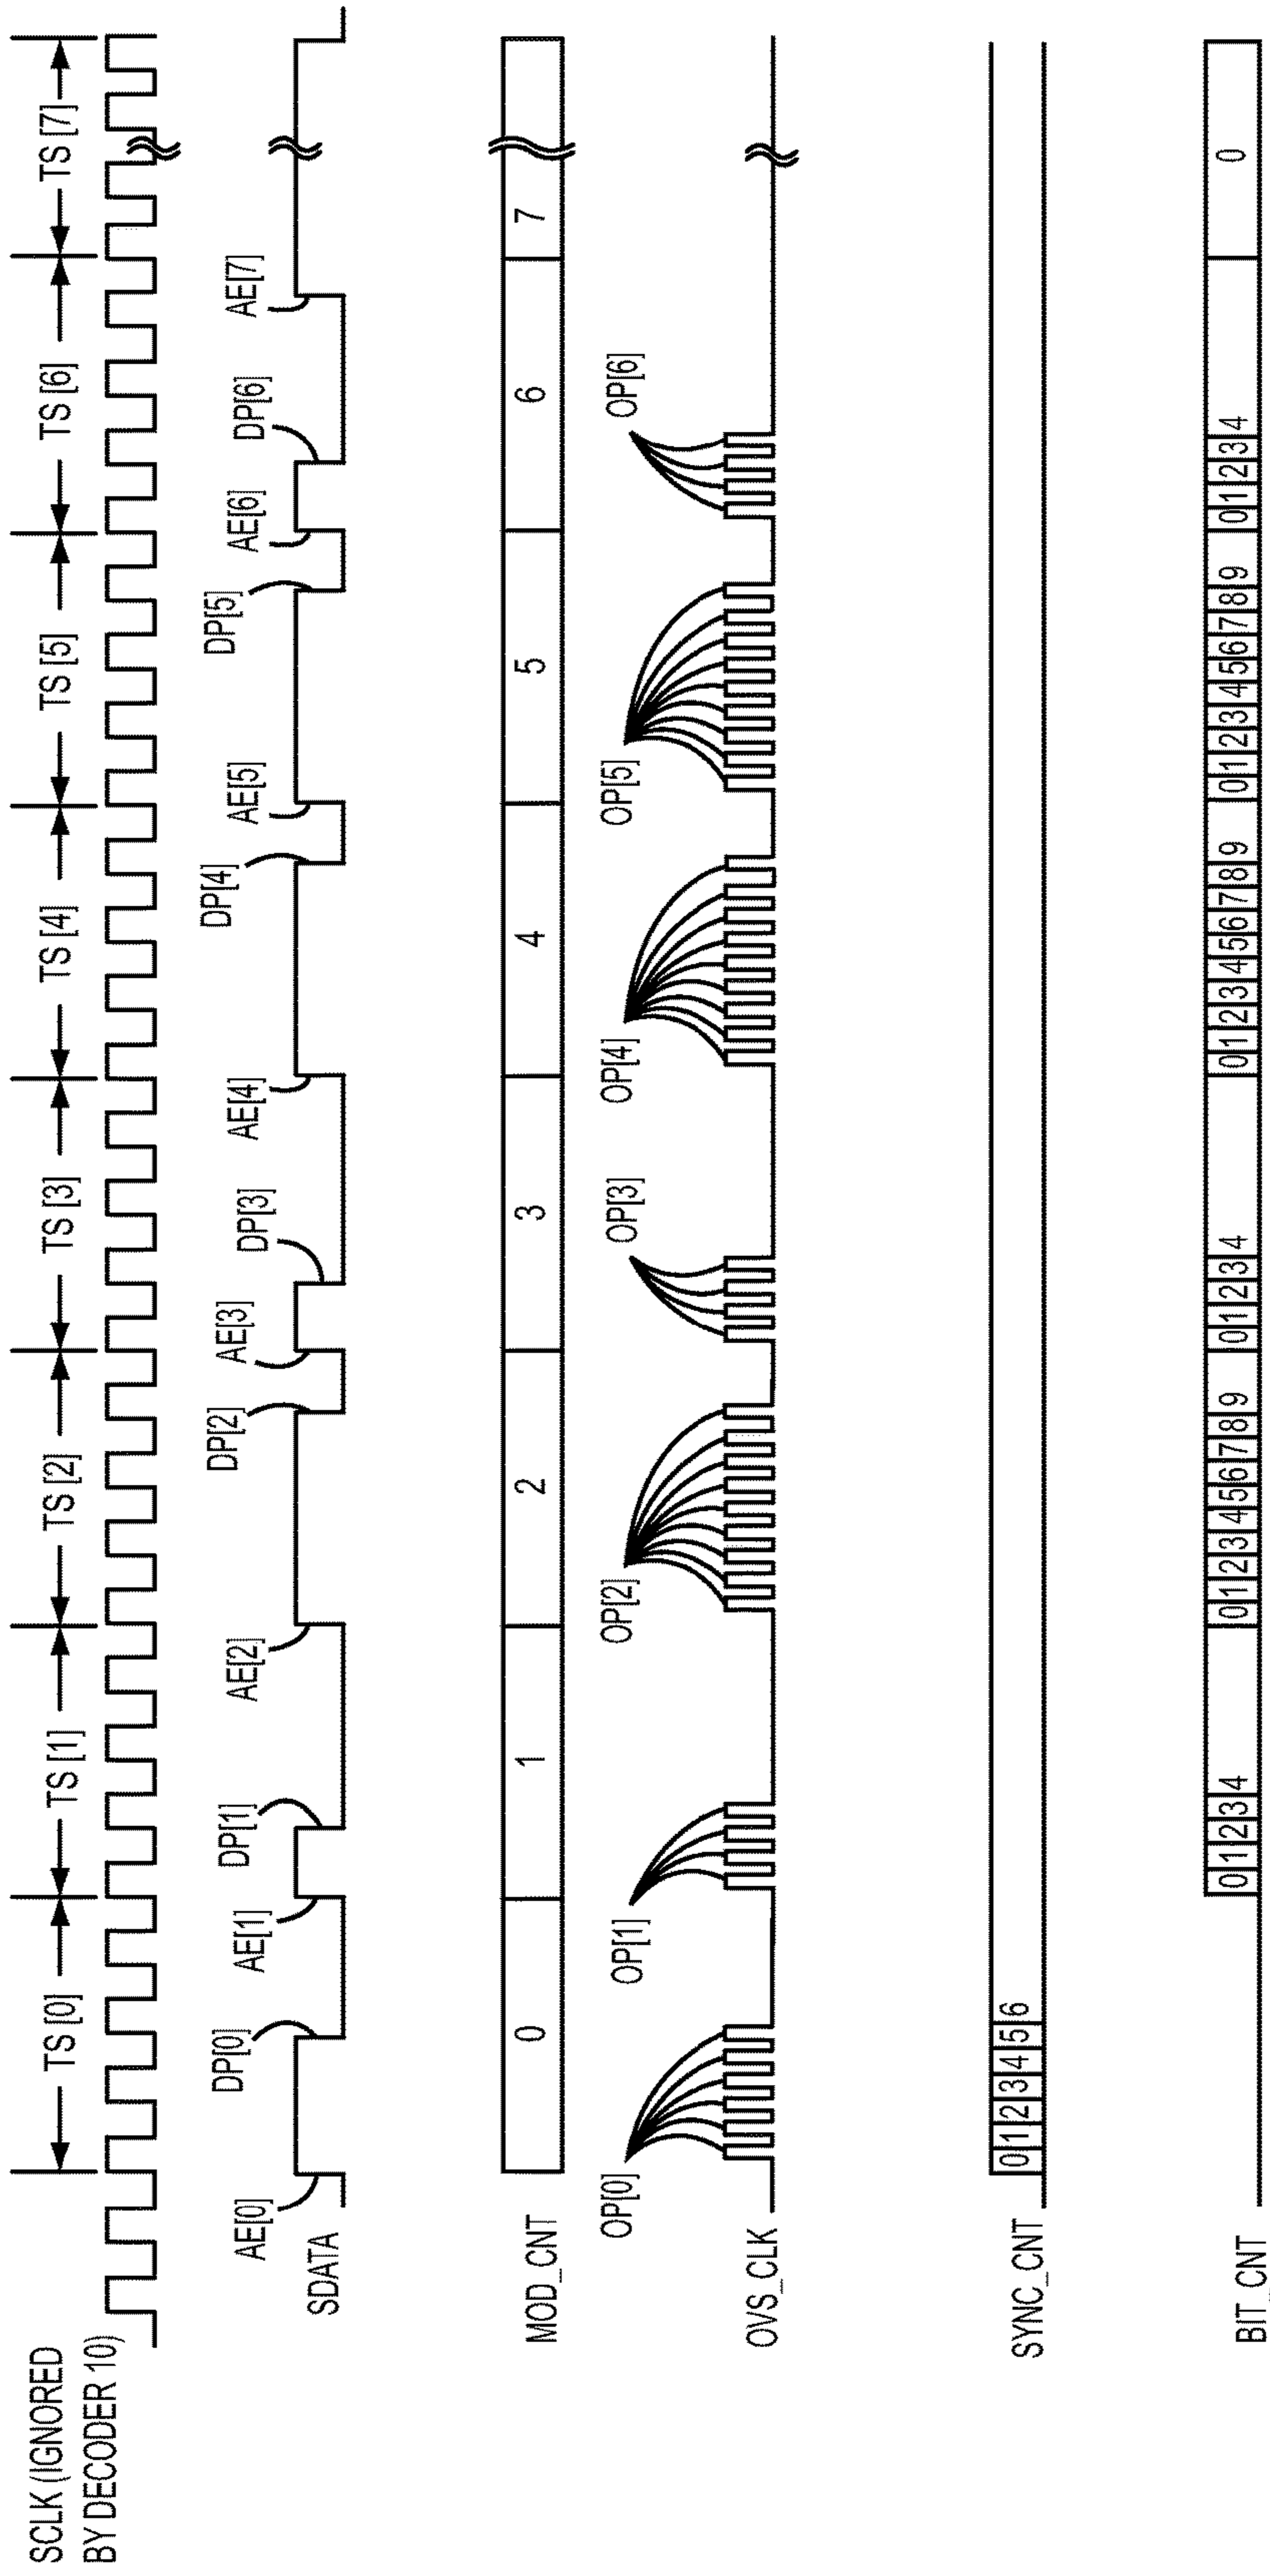 SCLK (IGNORED
BY DECODER 10)
TS [0] TS [1] TS [2] TS [3] TS [4] TS [5] TS [6] TS [7]
AE[0] DP[0] AE[1] DP[1] AE[2] DP[2] AE[3] DP[3] AE[4] DP[4] AE[5] DP[5] AE[6] DP[6] AE[7]
SDATA
MOD_CNT 0 1 2 3 4 5 6 7
OP[0] OP[1] OP[2] OP[3] OP[4] OP[5] OP[6]
OVS_CLK
SYNC_CNT 0 1 2 3 4 5 6
BIT_CNT 0 1 2 3 4 0 1 2 3 4 5 6 7 8 9 0 1 2 3 4 0 1 2 3 4 5 6 7 8 9 0 1 2 3 4 5 6 7 8 9 0 1 2 3 4 0